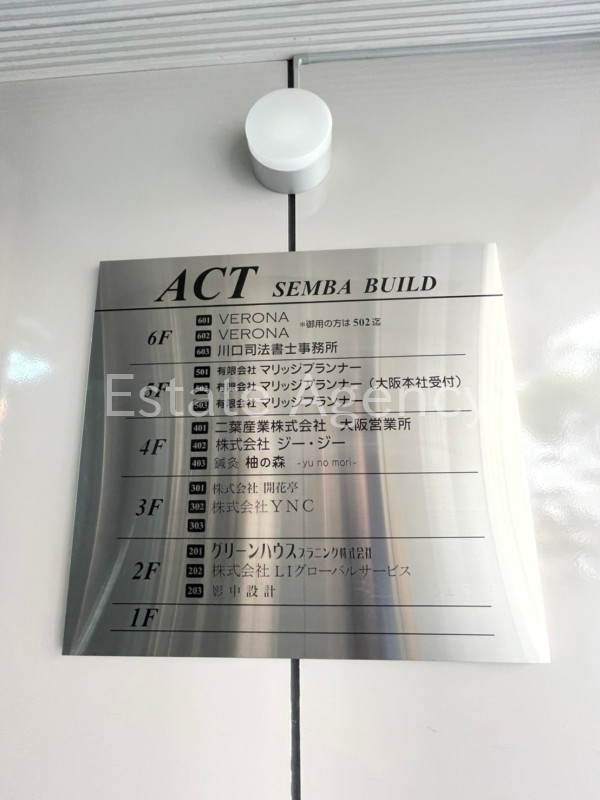 ACT SEMBA BUILD
6F
601 VERONA
602 VERONA *御用の方は 502 迄
603 川口司法書士事務所
5F
501 有限会社 マリッジプランナー
502 有限会社 マリッジプランナー（大阪本社受付）
503 有限会社 マリッジプランナー
Estate Agency
4F
401 二葉産業株式会社 大阪営業所
402 株式会社 ジー・ジー
403 鍼灸 柚の森 -yu no mori-
3F
301 株式会社 開花亭
302 株式会社YNC
303
2F
201 グリーンハウスプラニング株式会社
202 株式会社 LIグローバルサービス
203 影中設計
1F